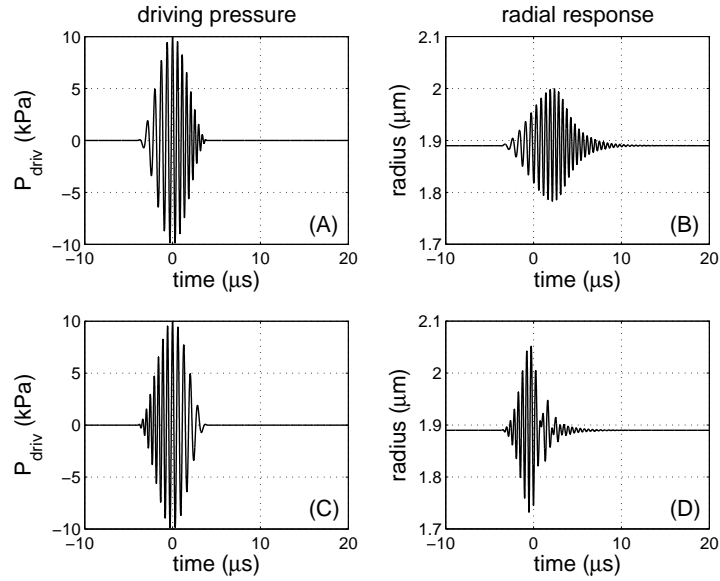 driving pressure
radial response
10
5
0
−5
−10
P_driv (kPa)
(A)
−10 0 10 20
time (μs)
2.1
2
1.9
1.8
1.7
radius (μm)
(B)
−10 0 10 20
time (μs)
10
5
0
−5
−10
P_driv (kPa)
(C)
−10 0 10 20
time (μs)
2.1
2
1.9
1.8
1.7
radius (μm)
(D)
−10 0 10 20
time (μs)